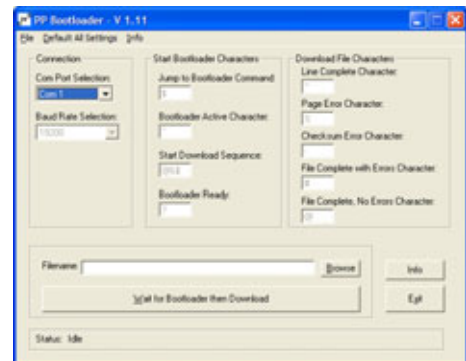 PP Bootloader - V 1.11
File Default All Settings Info
Connection
Com Port Selection:
Com 1
Baud Rate Selection:
19200
Start Bootloader Characters
Jump to Bootloader Command
Bootloader Active Character:
Start Download Sequence:
Bootloader Ready:
Download File Characters
Line Complete Character:
Page Error Character:
Checksum Error Character:
File Complete with Errors Character:
File Complete, No Errors Character:
Filename:
Browse
Info
Wait for Bootloader then Download
Exit
Status: Idle